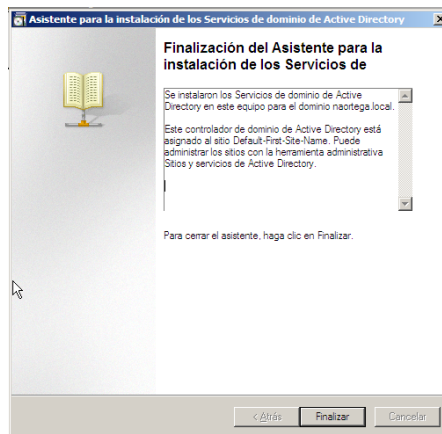 Asistente para la instalación de los Servicios de dominio de Active Directory
Finalización del Asistente para la
instalación de los Servicios de
Se instalaron los Servicios de dominio de Active
Directory en este equipo para el dominio naortega.local.
Este controlador de dominio de Active Directory está
asignado al sitio Default-First-Site-Name. Puede
administrar los sitios con la herramienta administrativa
Sitios y servicios de Active Directory.
Para cerrar el asistente, haga clic en Finalizar.
< Atrás
Finalizar
Cancelar